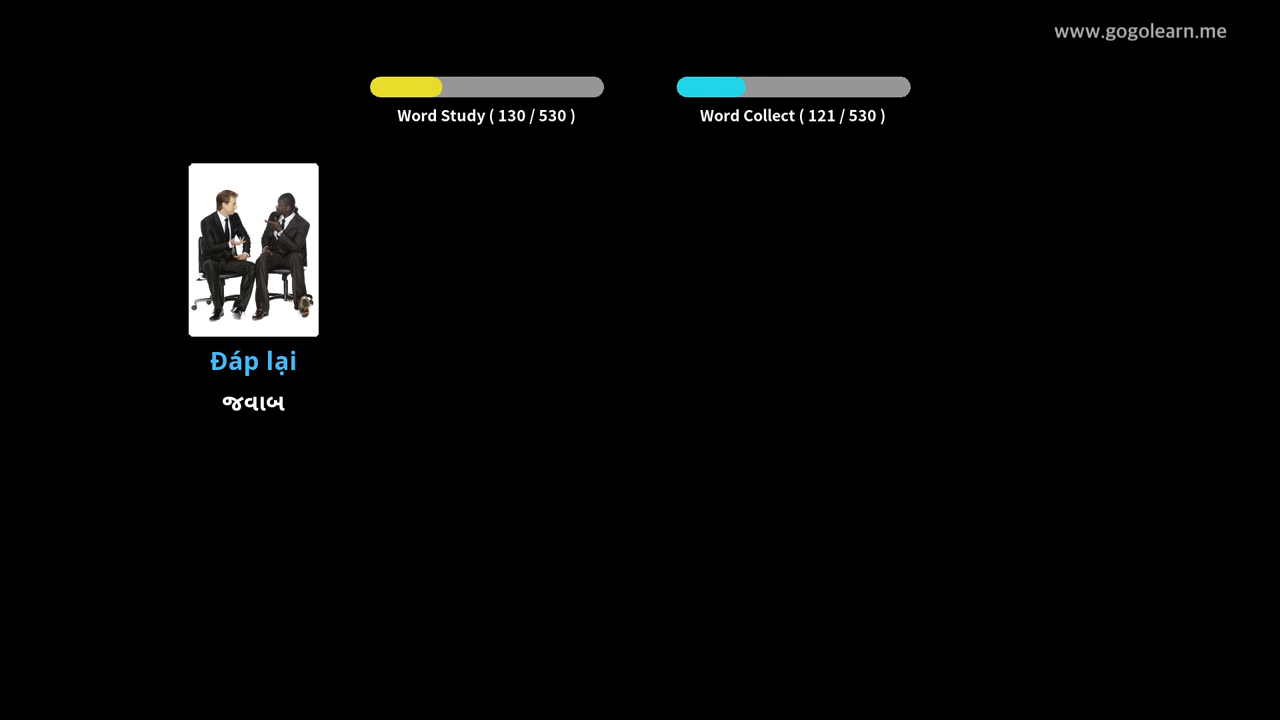 www.gogolearn.me
Word Study ( 130 / 530 )
Word Collect ( 121 / 530 )
Đáp lại
જવાબ